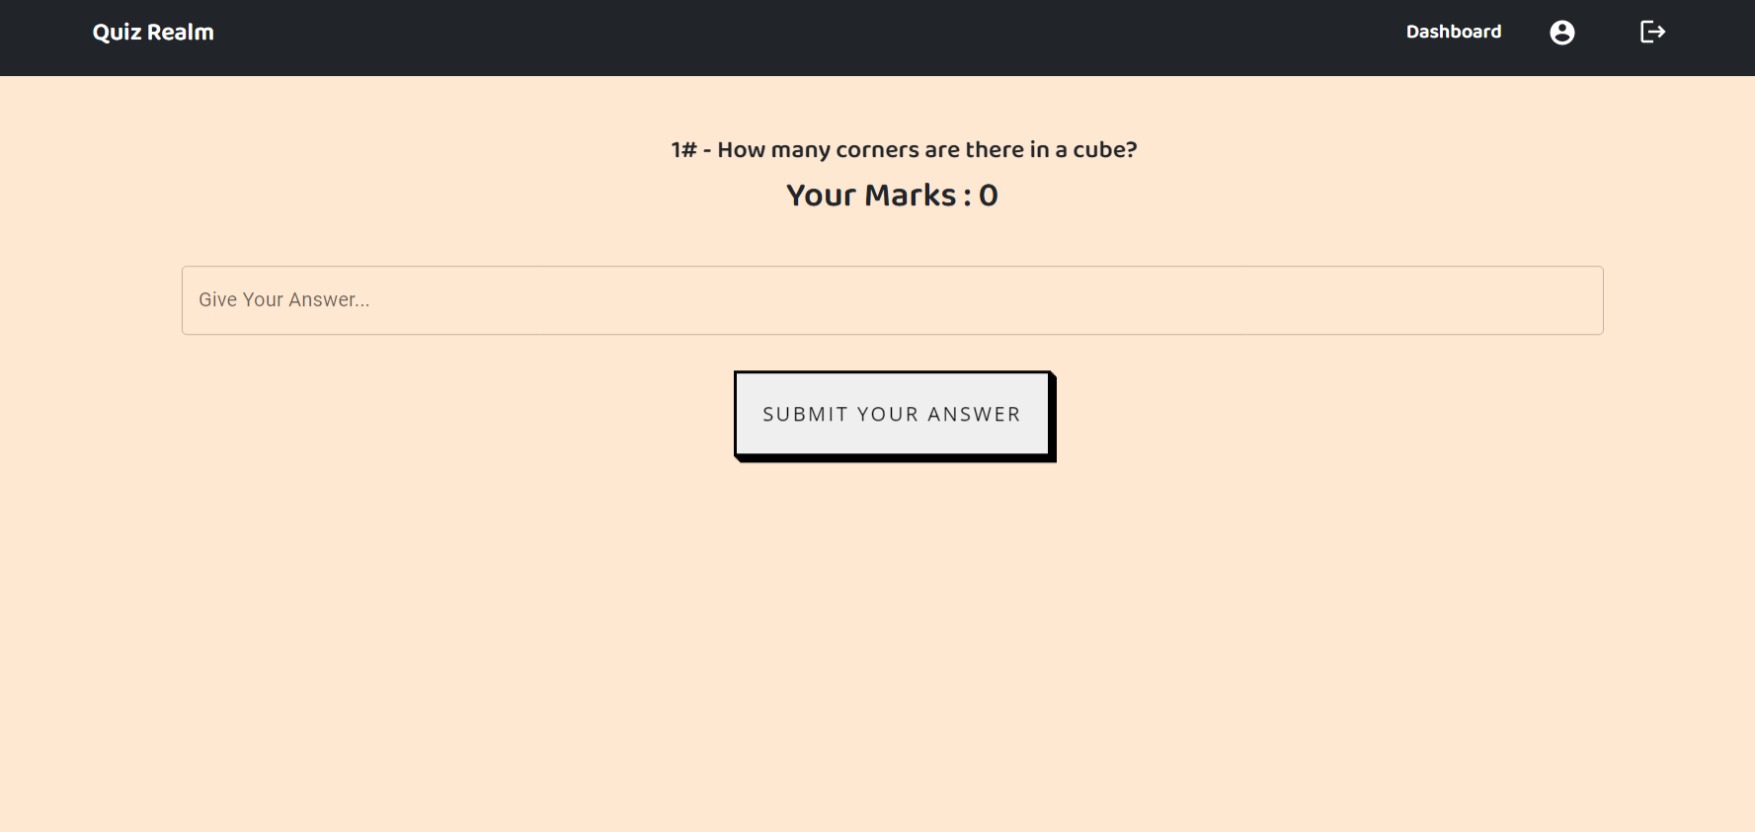 Quiz Realm
Dashboard
1# - How many corners are there in a cube?
Your Marks : 0
Give Your Answer...
SUBMIT YOUR ANSWER